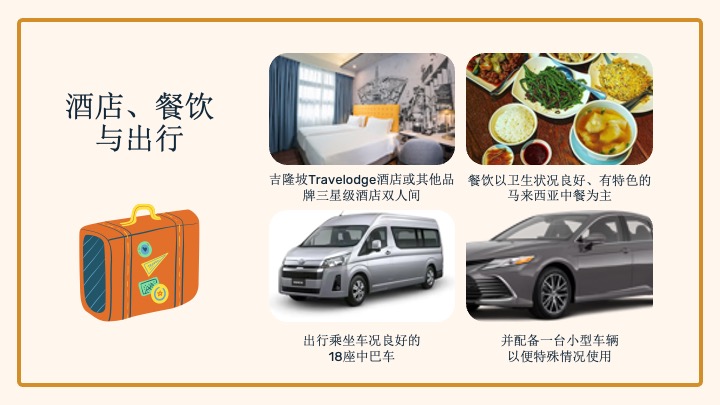 酒店、餐饮
与出行
吉隆坡Travelodge酒店或其他品
牌三星级酒店双人间
餐饮以卫生状况良好、有特色的
马来西亚中餐为主
出行乘坐车况良好的
18座中巴车
并配备一台小型车辆
以便特殊情况使用